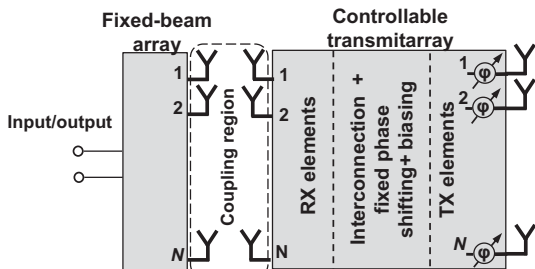 Fixed-beam
array
Controllable
transmitarray
Input/output
1
2
N
Coupling region
1
2
N
RX elements
Interconnection +
fixed phase
shifting+ biasing
TX elements
1
φ
2
φ
N
φ